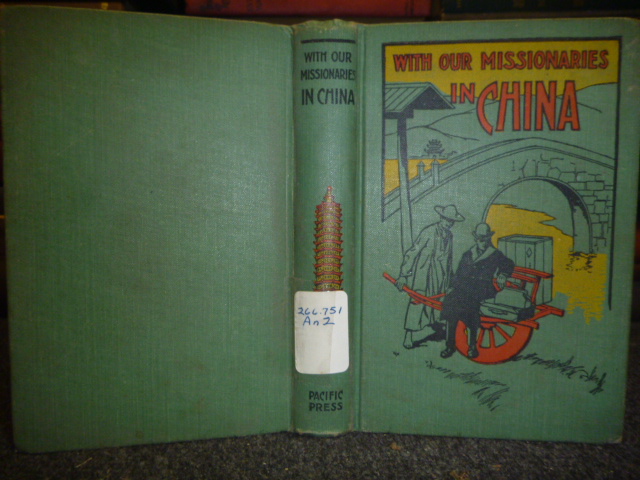 WITH OUR
MISSIONARIES
IN CHINA
266.751
An2
PACIFIC
PRESS
WITH OUR MISSIONARIES
IN CHINA